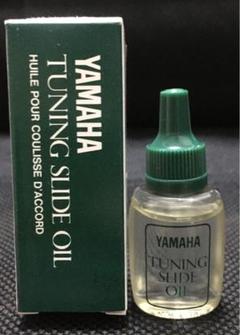 YAMAHA
TUNING SLIDE OIL
HUILE POUR COULISSE D'ACCORD
YAMAHA
TUNING
SLIDE
OIL